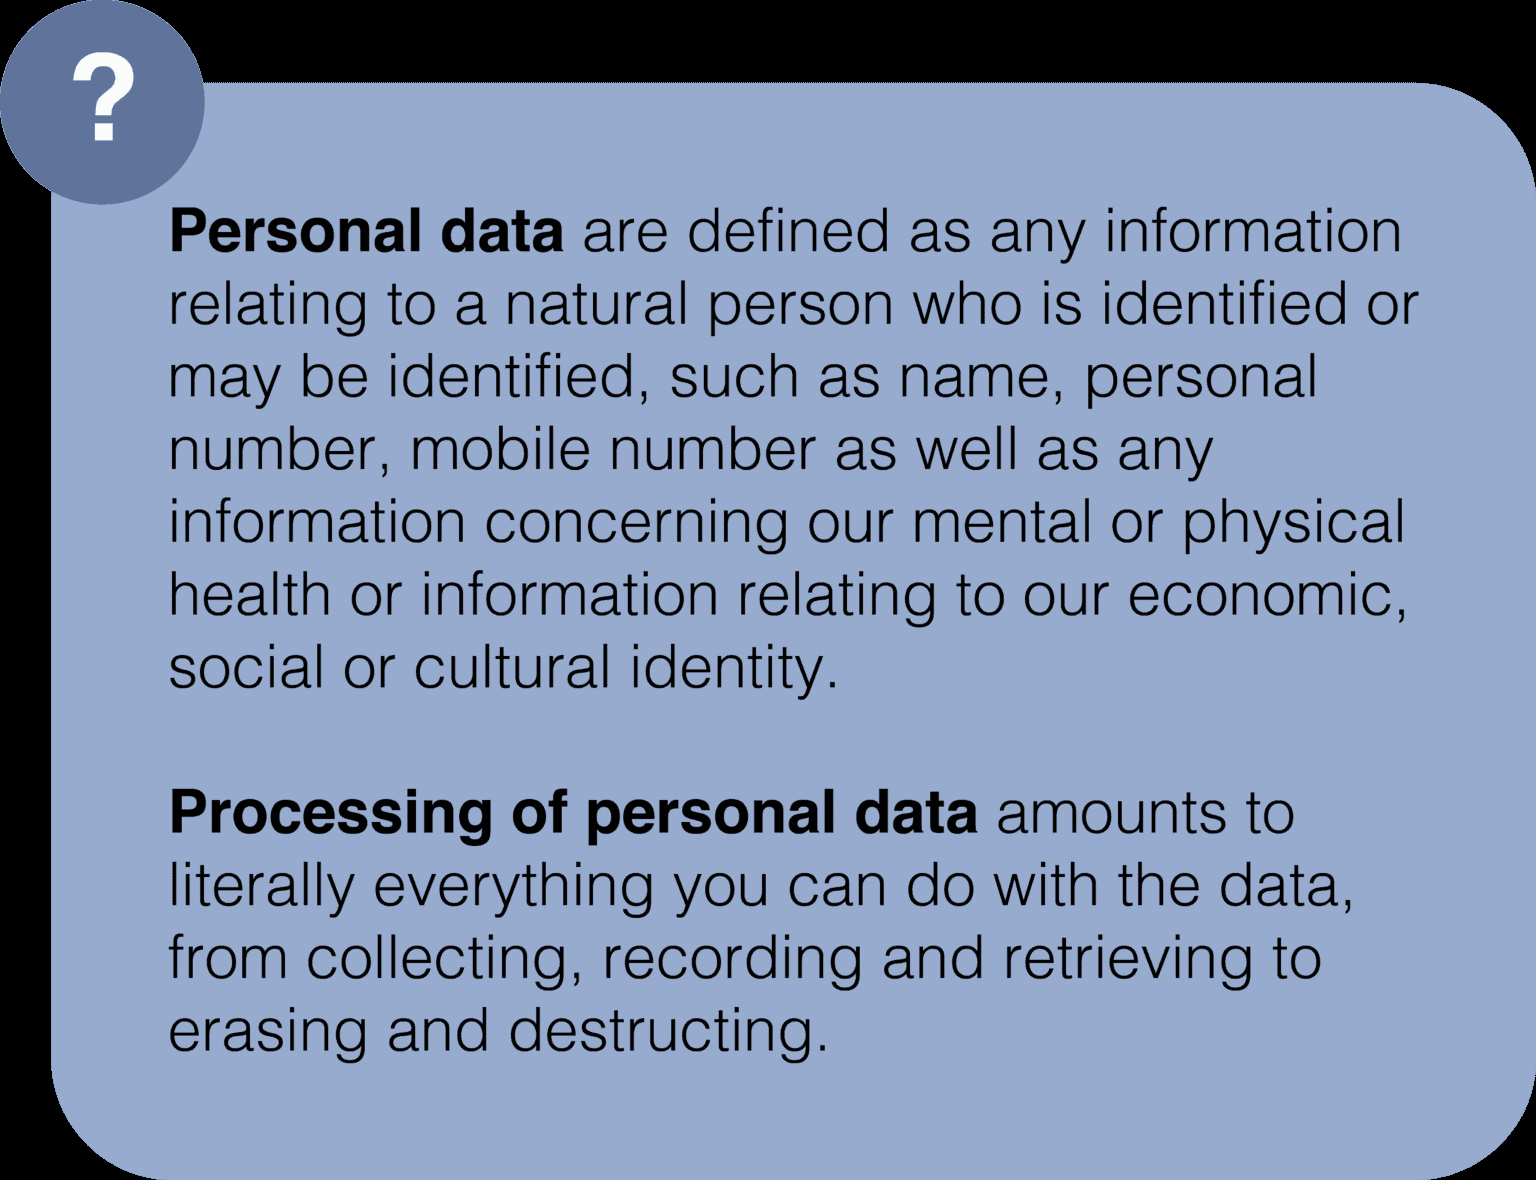 ?
Personal data are defined as any information
relating to a natural person who is identified or
may be identified, such as name, personal
number, mobile number as well as any
information concerning our mental or physical
health or information relating to our economic,
social or cultural identity.
Processing of personal data amounts to
literally everything you can do with the data,
from collecting, recording and retrieving to
erasing and destructing.